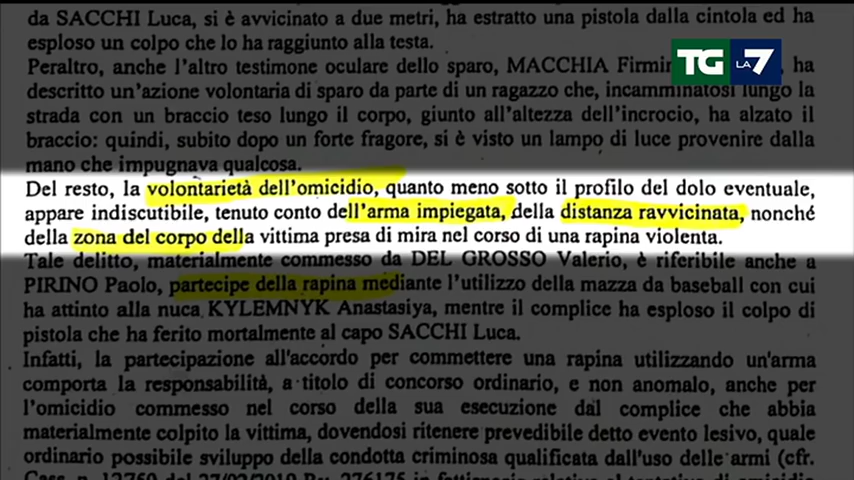 da SACCHI Luca, si è avvicinato a due metri, ha estratto una pistola dalla cintola ed ha
esploso un colpo che lo ha raggiunto alla testa.
Peraltro, anche l'altro testimone oculare dello sparo, MACCHIA Firmin ha
descritto un'azione volontaria di sparo da parte di un ragazzo che, incamminatosi lungo la
strada con un braccio teso lungo il corpo, giunto all'altezza dell'incrocio, ha alzato il
braccio: quindi, subito dopo un forte fragore, si è visto un lampo di luce provenire dalla
mano che impugnava qualcosa.
Del resto, la volontarietà dell'omicidio, quanto meno sotto il profilo del dolo eventuale,
appare indiscutibile, tenuto conto dell'arma impiegata, della distanza ravvicinata, nonché
della zona del corpo della vittima presa di mira nel corso di una rapina violenta.
Tale delitto, materialmente commesso da DEL GROSSO Valerio, è riferibile anche a
PIRINO Paolo, partecipe della rapina mediante l'utilizzo della mazza da baseball con cui
ha attinto alla nuca KYLEMNYK Anastasiya, mentre il complice ha esploso il colpo di
pistola che ha ferito mortalmente al capo SACCHI Luca.
Infatti, la partecipazione all'accordo per commettere una rapina utilizzando un'arma
comporta la responsabilità, a titolo di concorso ordinario, e non anomalo, anche per
l'omicidio commesso nel corso della sua esecuzione dal complice che abbia
materialmente colpito la vittima, dovendosi ritenere prevedibile detto evento lesivo, quale
ordinario possibile sviluppo della condotta criminosa qualificata dall'uso delle armi (cfr.
TG LA 7